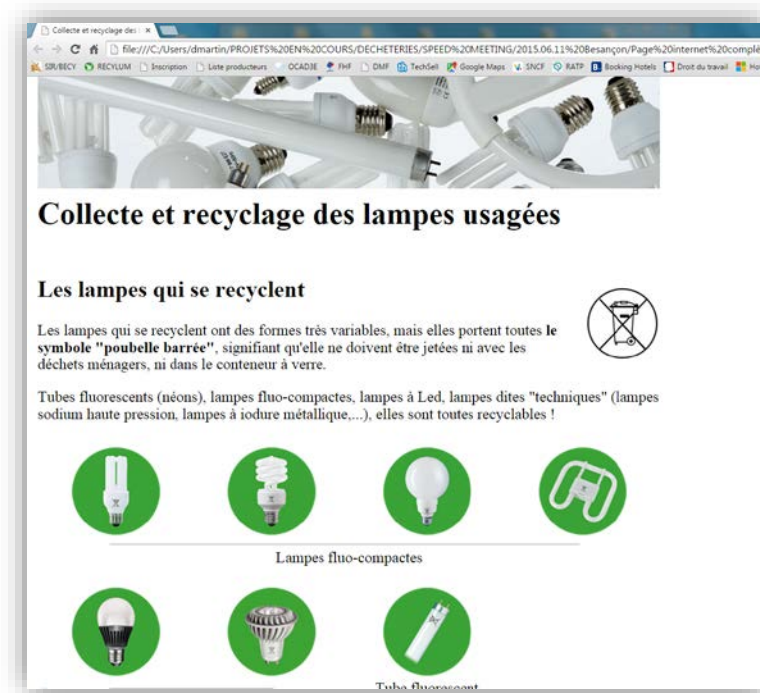 Collecte et recyclage des
file:///C:/Users/dmartin/PROJETS%20EN%20COURS/DECHETERIES/SPEED%20MEETING/2015.06.11%20Besançon/Page%20internet%20complè
SIR/BECY RECYLUM Inscription Liste producteurs OCAD3E FHF DMF TechSell Google Maps SNCF RATP Booking Hotels Droit du travail Ho
Collecte et recyclage des lampes usagées
Les lampes qui se recyclent
Les lampes qui se recyclent ont des formes très variables, mais elles portent toutes le
symbole "poubelle barrée", signifiant qu'elle ne doivent être jetées ni avec les
déchets ménagers, ni dans le conteneur à verre.
Tubes fluorescents (néons), lampes fluo-compactes, lampes à Led, lampes dites "techniques" (lampes
sodium haute pression, lampes à iodure métallique,...), elles sont toutes recyclables !
Lampes fluo-compactes
Tube fluorescent